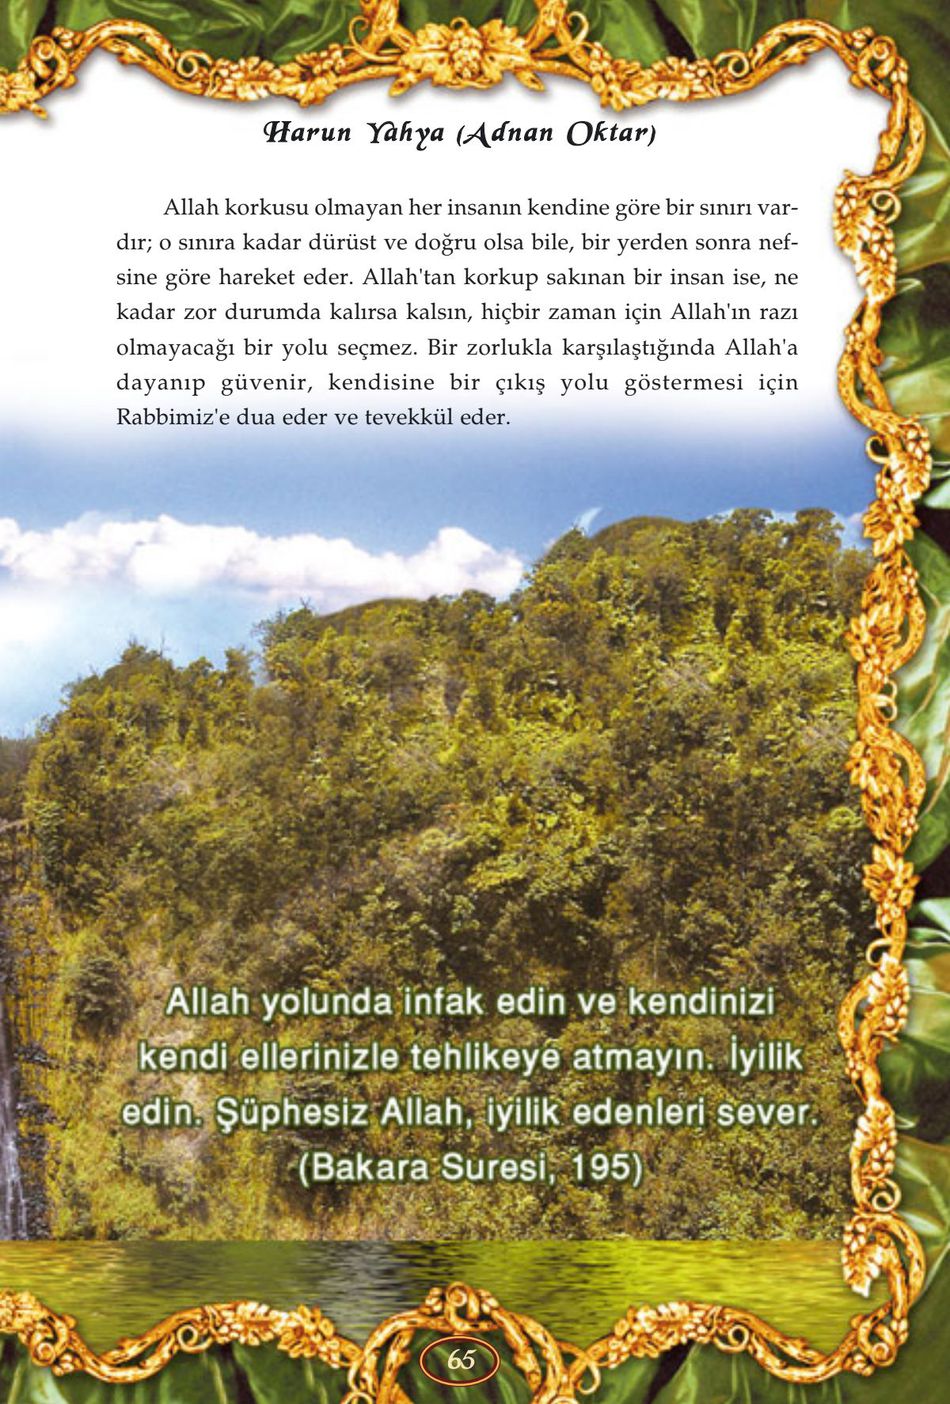 Harun Yahya (Adnan Oktar)
Allah korkusu olmayan her insanın kendine göre bir sınırı var-
dır; o sınıra kadar dürüst ve doğru olsa bile, bir yerden sonra nef-
sine göre hareket eder. Allah'tan korkup sakınan bir insan ise, ne
kadar zor durumda kalırsa kalsın, hiçbir zaman için Allah'ın razı
olmayacağı bir yolu seçmez. Bir zorlukla karşılaştığında Allah'a
dayanıp güvenir, kendisine bir çıkış yolu göstermesi için
Rabbimiz'e dua eder ve tevekkül eder.
Allah yolunda infak edin ve kendinizi
kendi ellerinizle tehlikeye atmayın. İyilik
edin. Şüphesiz Allah, iyilik edenleri sever.
(Bakara Suresi, 195)
65